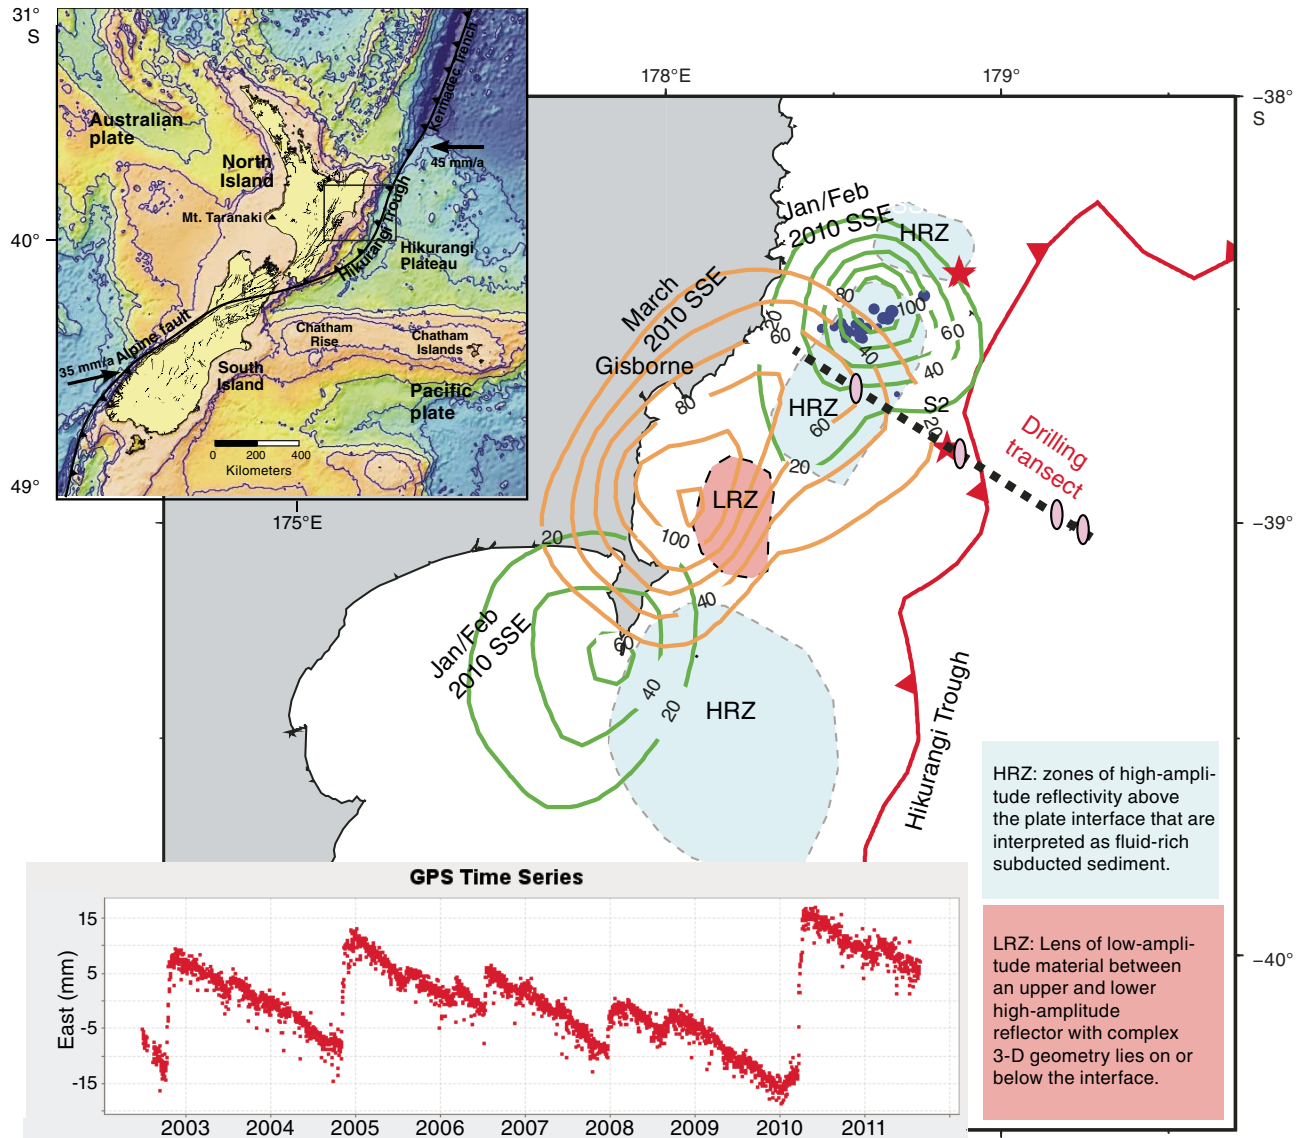 31°
S
40°
49°
175°E
Australian
plate
North
Island
Mt. Taranaki
Kermadec trench
45 mm/a
Hikurangi Trough
Hikurangi
Plateau
Chatham
Rise
Chatham
Islands
35 mm/a
Alpine fault
South
Island
Pacific
plate
0 200 400
Kilometers
178°E
179°
–38°
S
–39°
–40°
Jan/Feb
2010 SSE
HRZ
80
100
60
40
40
20
60
March
2010 SSE
Gisborne
80
HRZ
60
S2
20
20
Drilling
transect
LRZ
100
20
40
Jan/Feb
2010 SSE
60
40
20
HRZ
Hikurangi Trough
HRZ: zones of high-ampli-
tude reflectivity above
the plate interface that are
interpreted as fluid-rich
subducted sediment.
LRZ: Lens of low-ampli-
tude material between
an upper and lower
high-amplitude
reflector with complex
3-D geometry lies on or
below the interface.
GPS Time Series
East (mm)
15
5
-5
-15
2003 2004 2005 2006 2007 2008 2009 2010 2011